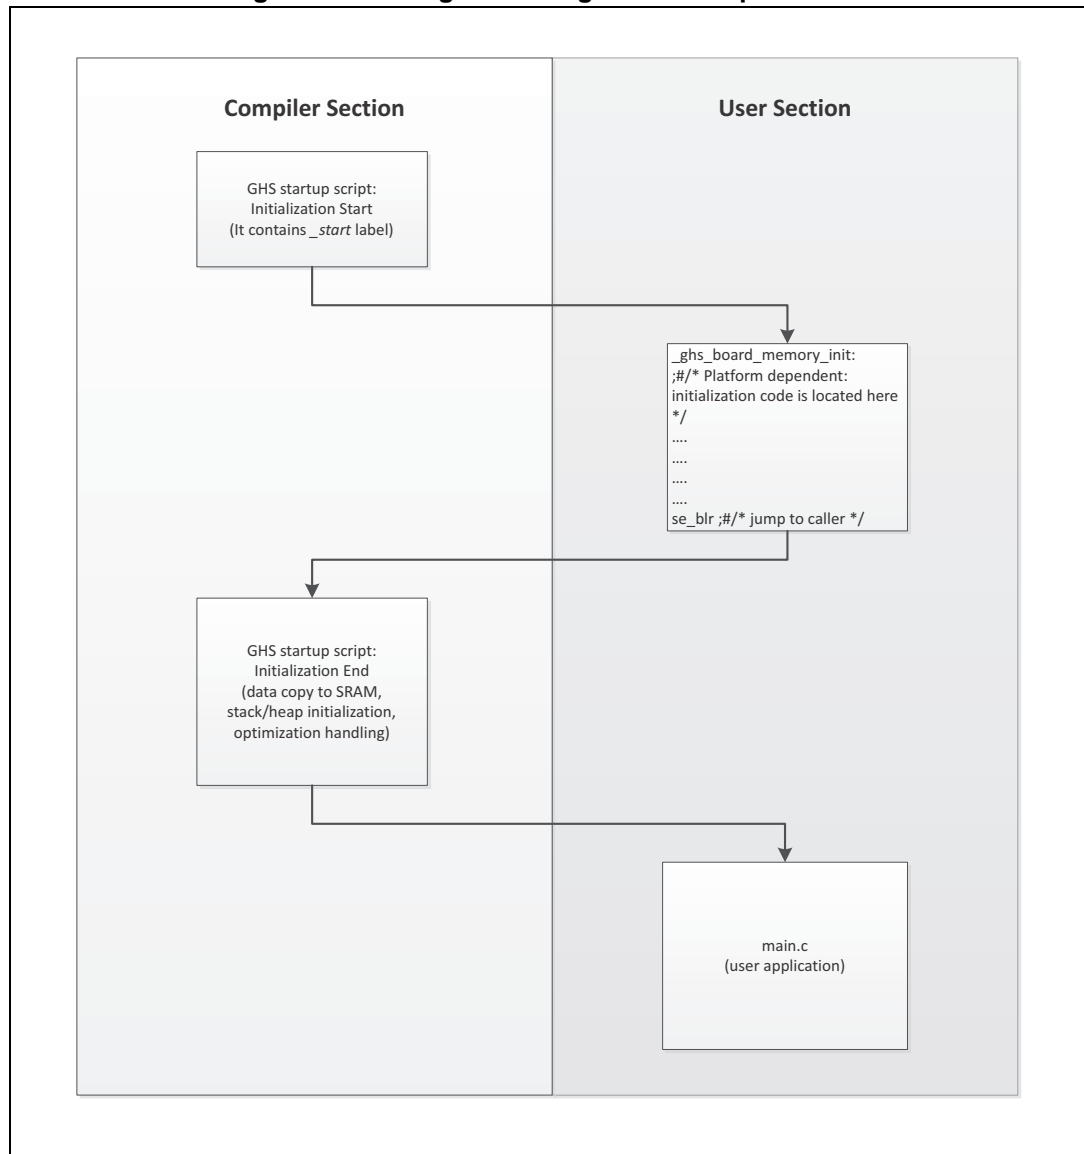 Compiler Section
User Section
GHS startup script:
Initialization Start
(It contains _start label)
_ghs_board_memory_init:
;#/* Platform dependent:
initialization code is located here
*/
....
....
....
....
se_blr ;#/* jump to caller */
GHS startup script:
Initialization End
(data copy to SRAM,
stack/heap initialization,
optimization handling)
main.c
(user application)